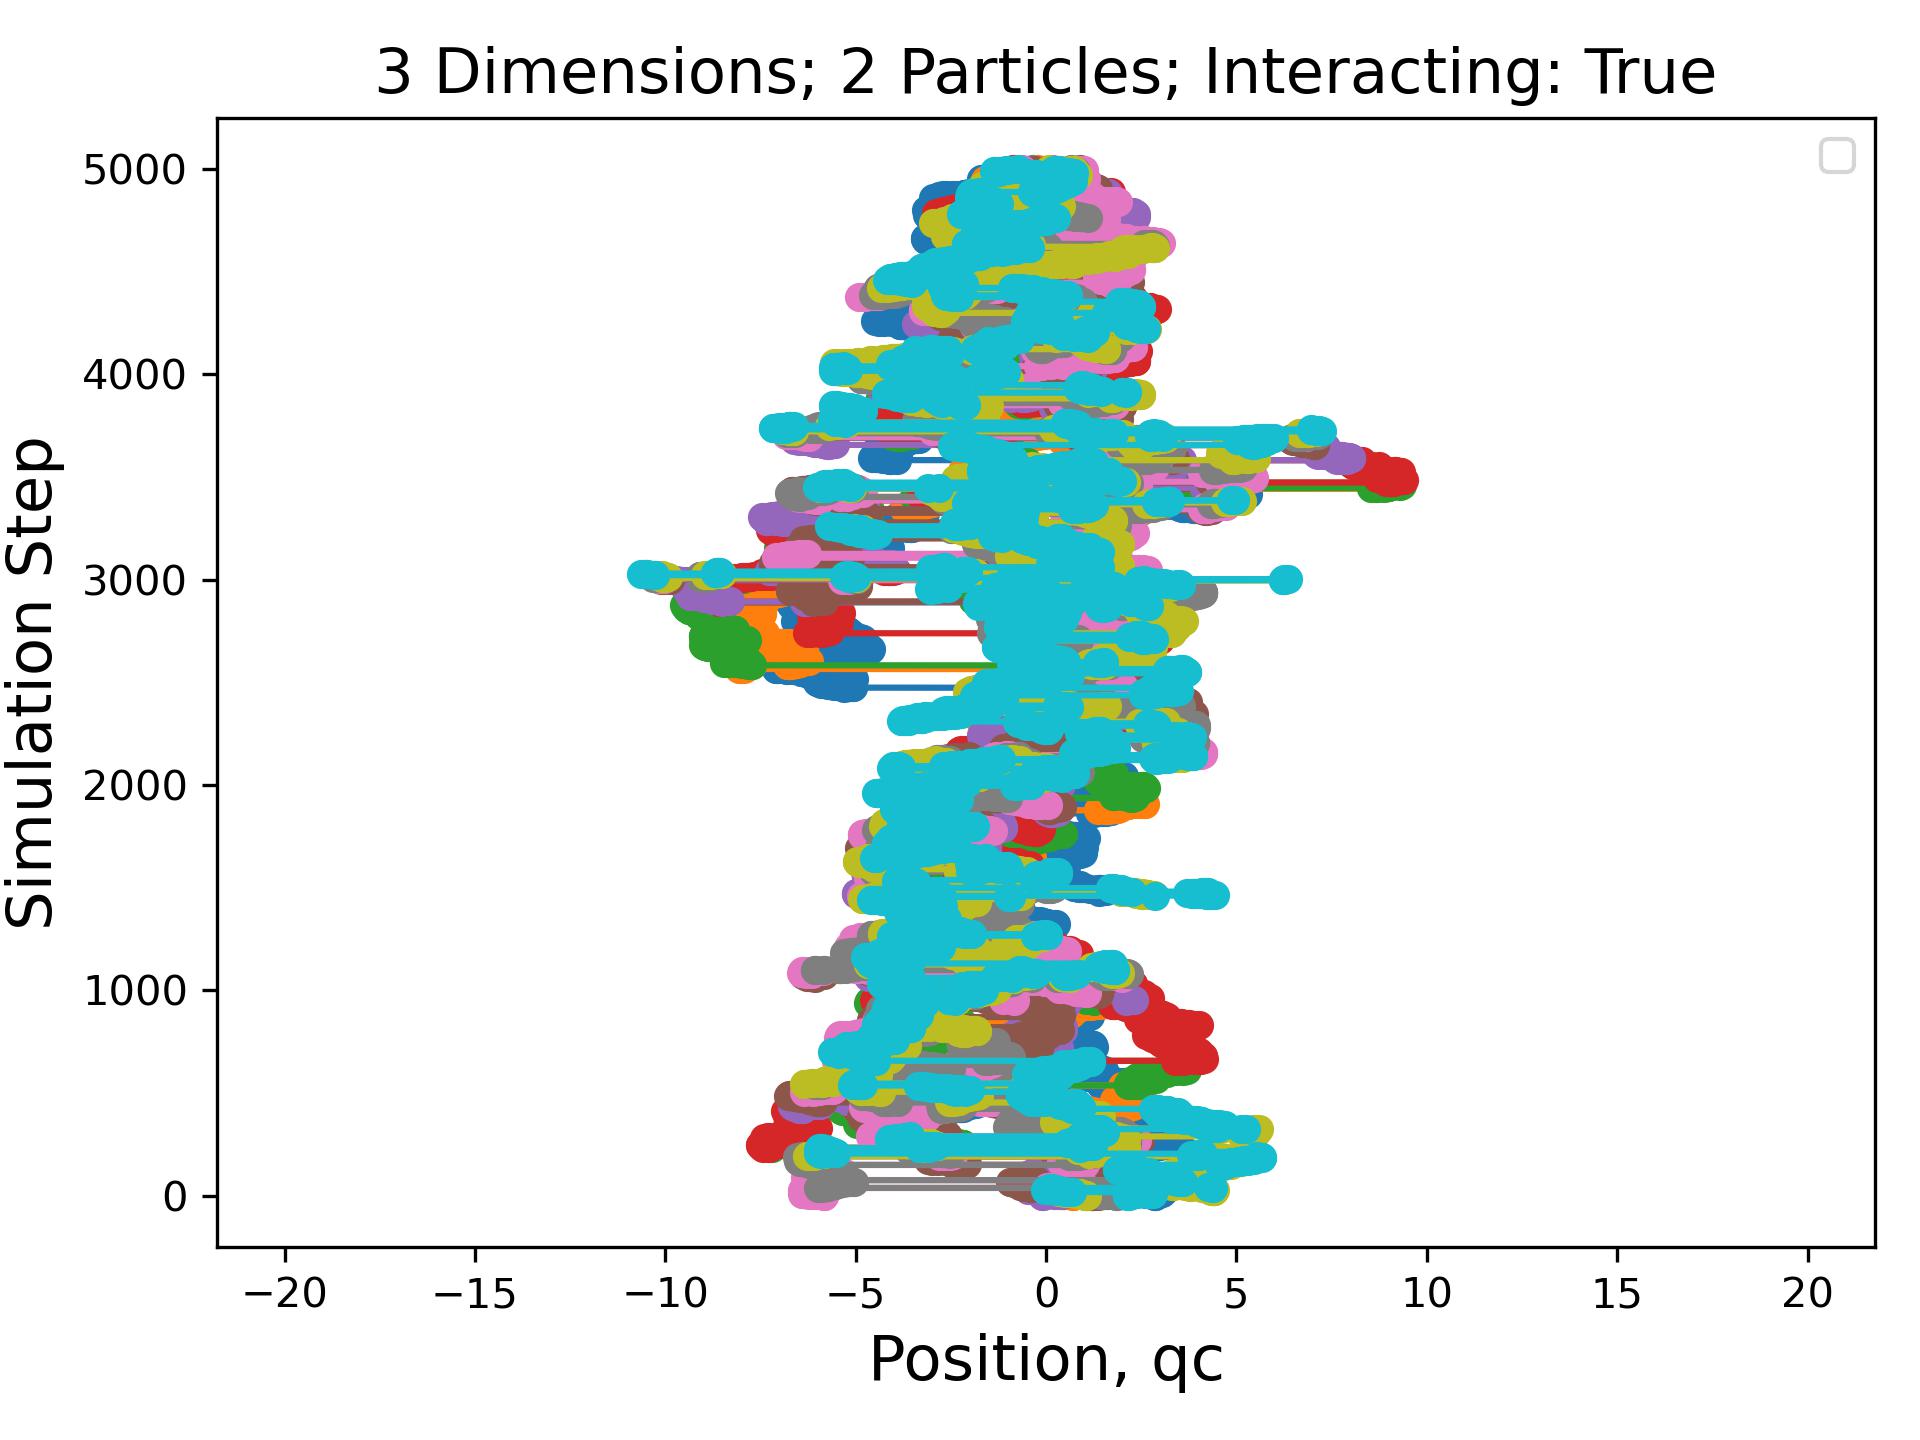 3 Dimensions; 2 Particles; Interacting: True
5000
4000
3000
2000
1000
0
Simulation Step
−20 −15 −10 −5 0 5 10 15 20
Position, qc